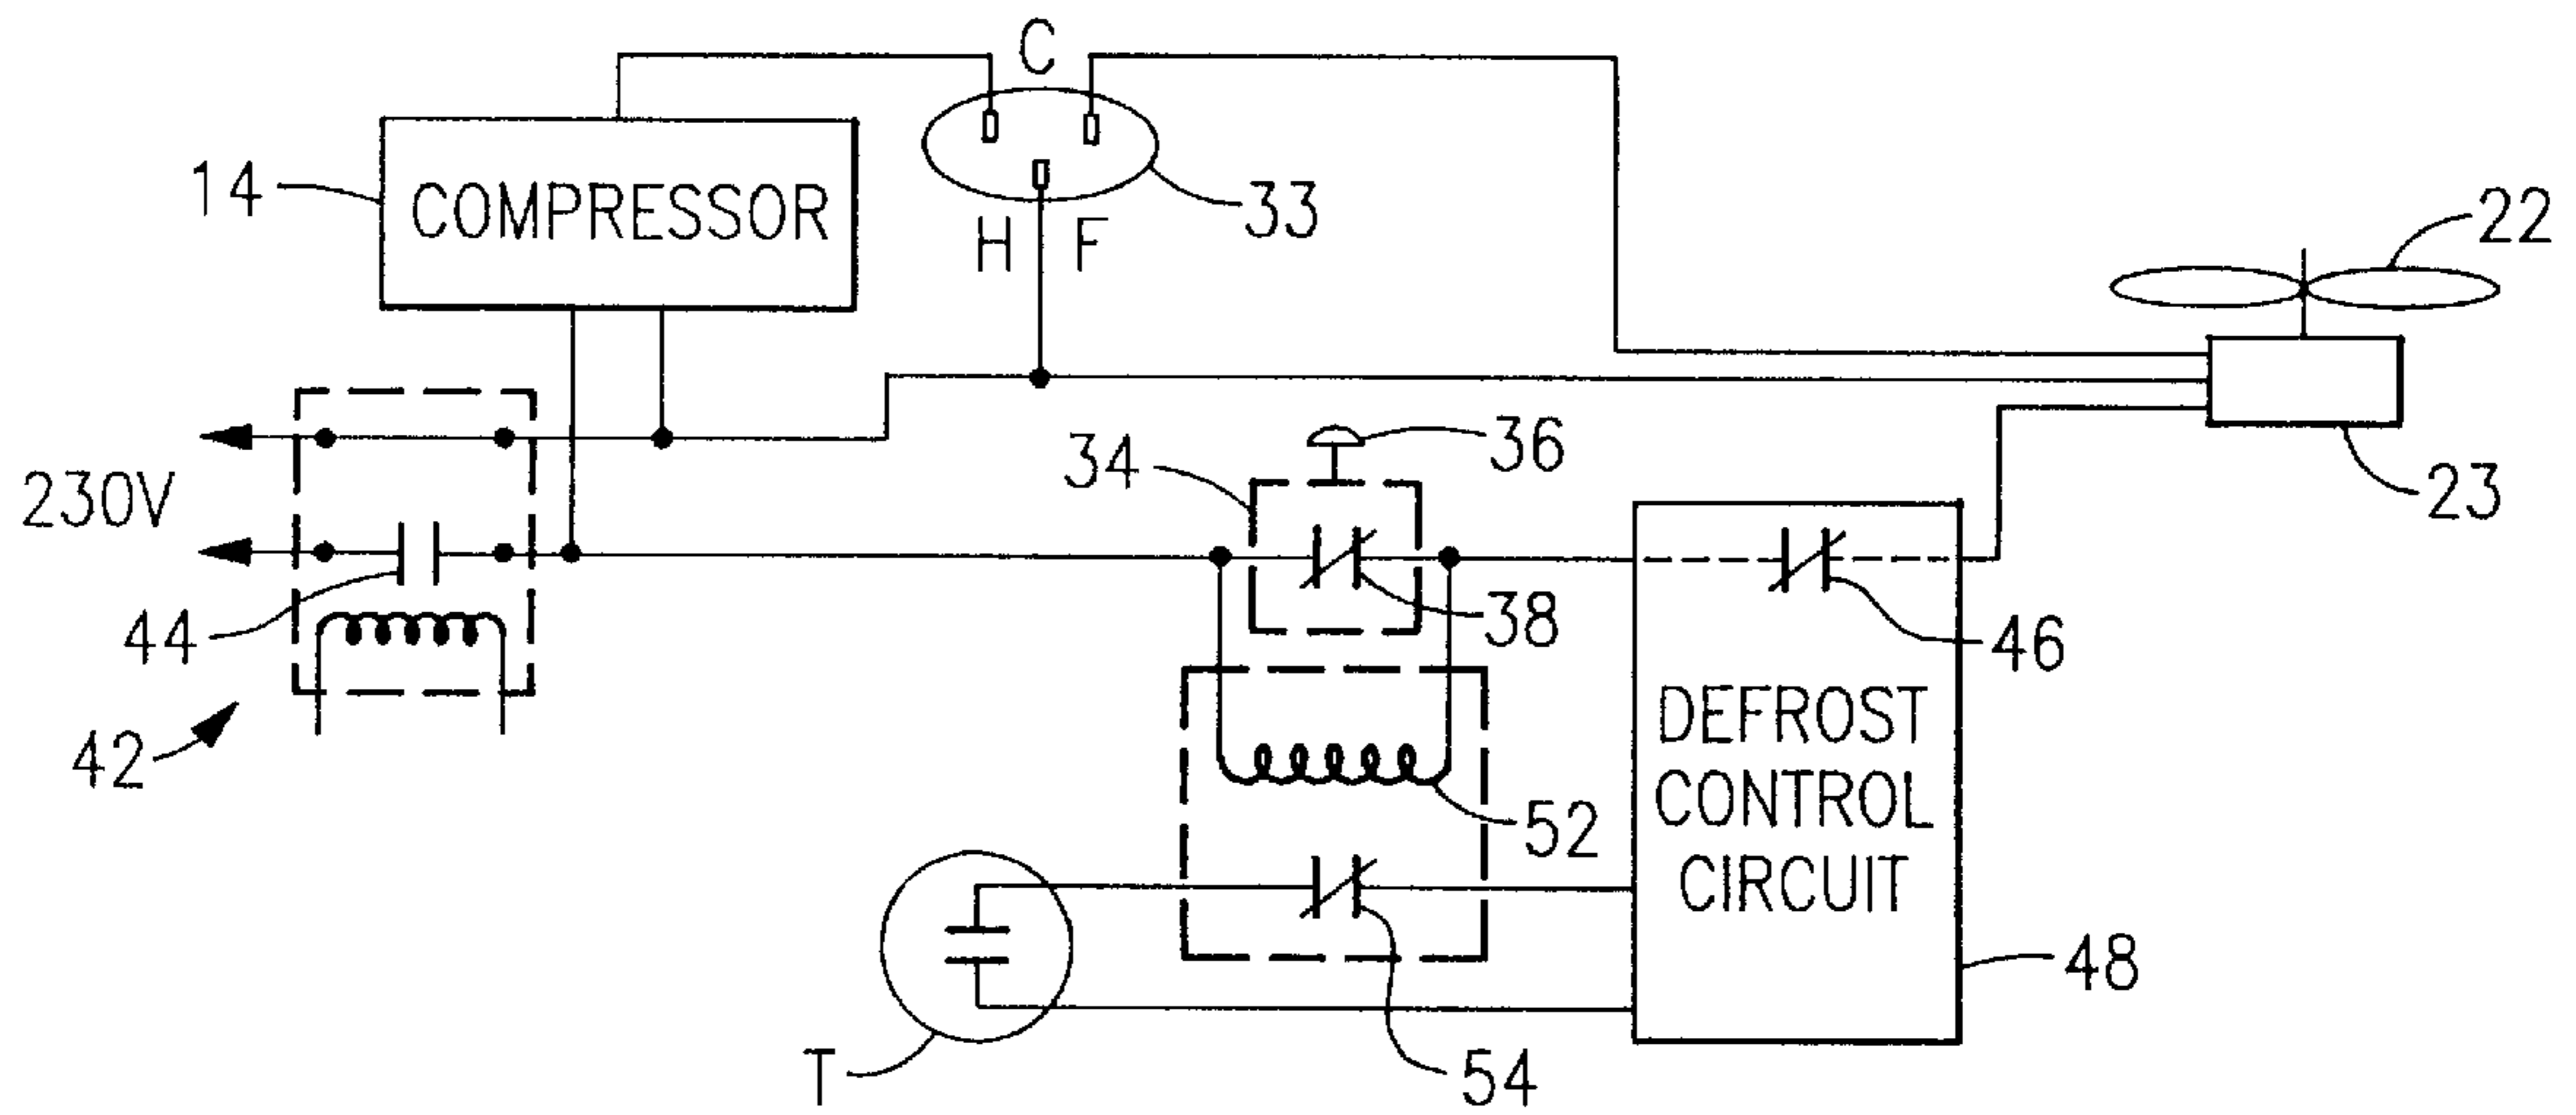 C
14
COMPRESSOR
33
H F
22
230V
34
36
23
44
38
46
42
DEFROST
CONTROL
CIRCUIT
52
48
T
54